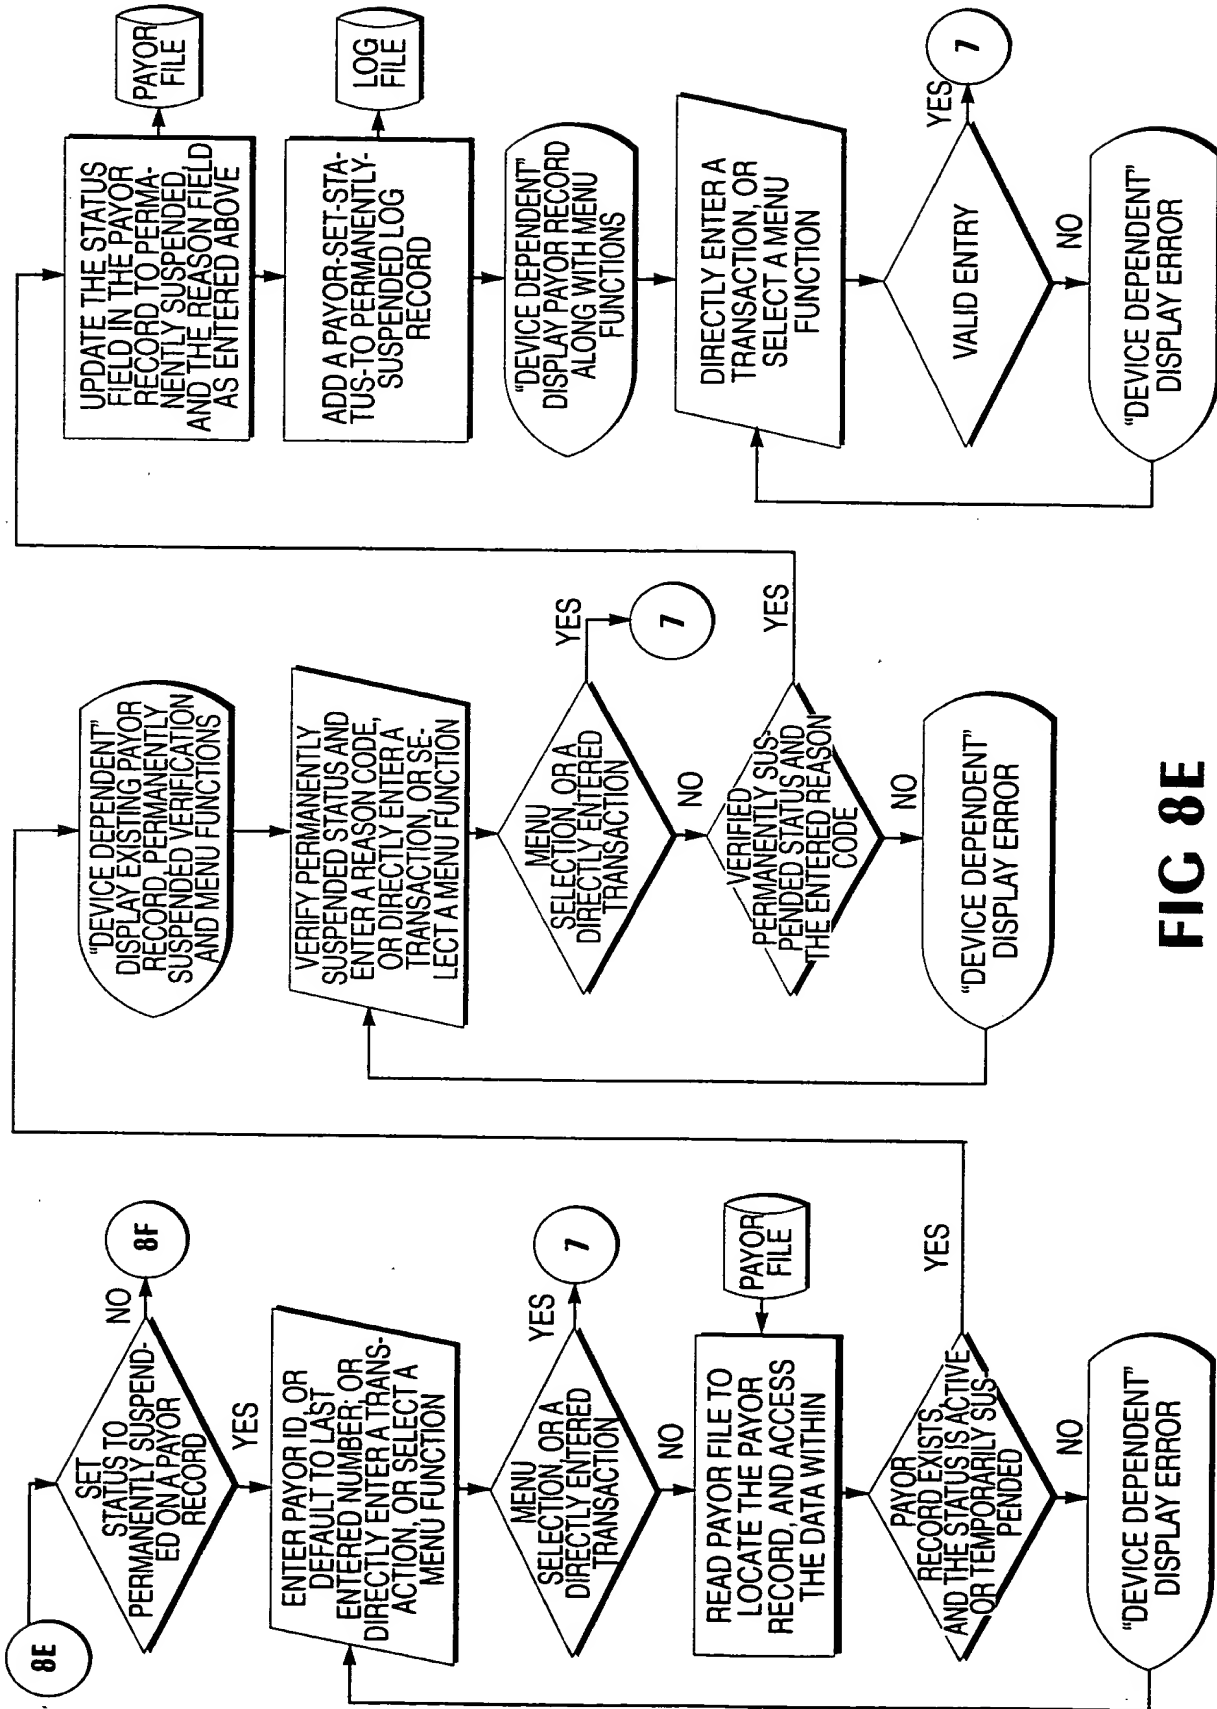 8E
SET
STATUS TO
PERMANENTLY SUSPEND-
ED ON A PAYOR
RECORD
NO
8F
YES
ENTER PAYOR ID, OR
DEFAULT TO LAST
ENTERED NUMBER; OR
DIRECTLY ENTER A TRANS-
ACTION, OR SELECT A
MENU FUNCTION
MENU
SELECTION, OR A
DIRECTLY ENTERED
TRANSACTION
YES
7
NO
READ PAYOR FILE TO
LOCATE THE PAYOR
RECORD, AND ACCESS
THE DATA WITHIN
PAYOR
FILE
PAYOR
RECORD EXISTS,
AND THE STATUS IS ACTIVE
OR TEMPORARILY SUS
PENDED
YES
NO
"DEVICE DEPENDENT"
DISPLAY ERROR
"DEVICE DEPENDENT"
DISPLAY EXISTING PAYOR
RECORD, PERMANENTLY
SUSPENDED VERIFICATION
AND MENU FUNCTIONS
VERIFY PERMANENTLY
SUSPENDED STATUS AND
ENTER A REASON CODE,
OR DIRECTLY ENTER A
TRANSACTION, OR SE-
LECT A MENU FUNCTION
MENU
SELECTION, OR A
DIRECTLY ENTERED
TRANSACTION
YES
7
NO
VERIFIED
PERMANENTLY SUS-
PENDED STATUS AND
THE ENTERED REASON
CODE
YES
NO
"DEVICE DEPENDENT"
DISPLAY ERROR
UPDATE THE STATUS
FIELD IN THE PAYOR
RECORD TO PERMA-
NENTLY SUSPENDED,
AND THE REASON FIELD
AS ENTERED ABOVE
PAYOR
FILE
ADD A PAYOR-SET-STA-
TUS-TO PERMANENTLY-
SUSPENDED LOG
RECORD
LOG
FILE
"DEVICE DEPENDENT"
DISPLAY PAYOR RECORD
ALONG WITH MENU
FUNCTIONS
DIRECTLY ENTER A
TRANSACTION, OR
SELECT A MENU
FUNCTION
VALID ENTRY
YES
7
NO
"DEVICE DEPENDENT"
DISPLAY ERROR
FIG 8E